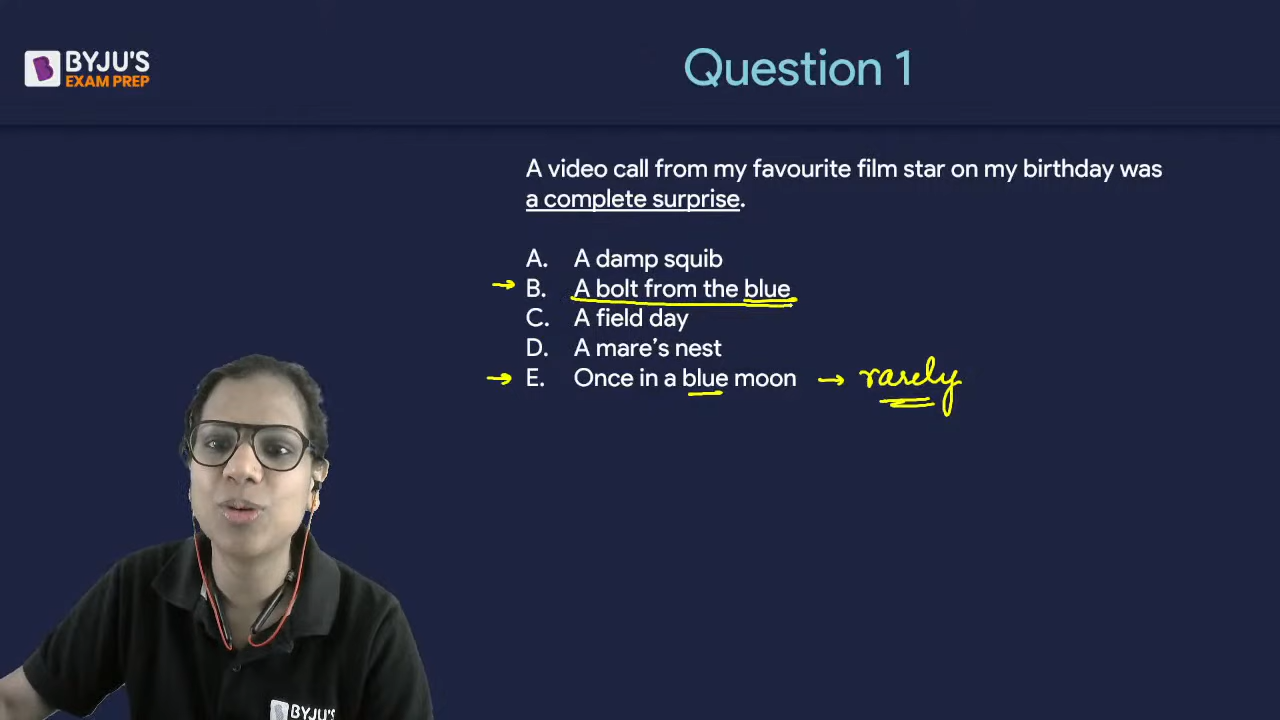 BYJU'S
EXAM PREP
Question 1
A video call from my favourite film star on my birthday was
a complete surprise.
A. A damp squib
→ B. A bolt from the blue
C. A field day
D. A mare's nest
→ E. Once in a blue moon → rarely
BYJU'S